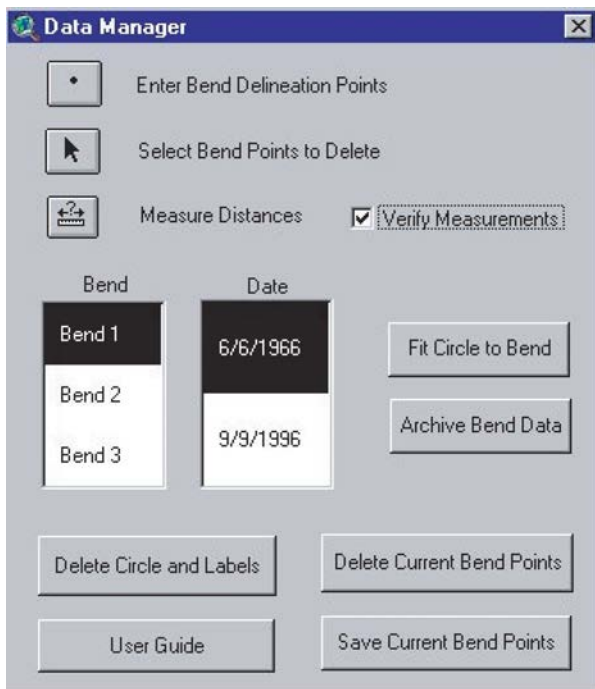 Data Manager
Enter Bend Delineation Points
Select Bend Points to Delete
Measure Distances
Verify Measurements
Bend
Date
Bend 1
Bend 2
Bend 3
6/6/1966
9/9/1996
Fit Circle to Bend
Archive Bend Data
Delete Circle and Labels
Delete Current Bend Points
User Guide
Save Current Bend Points